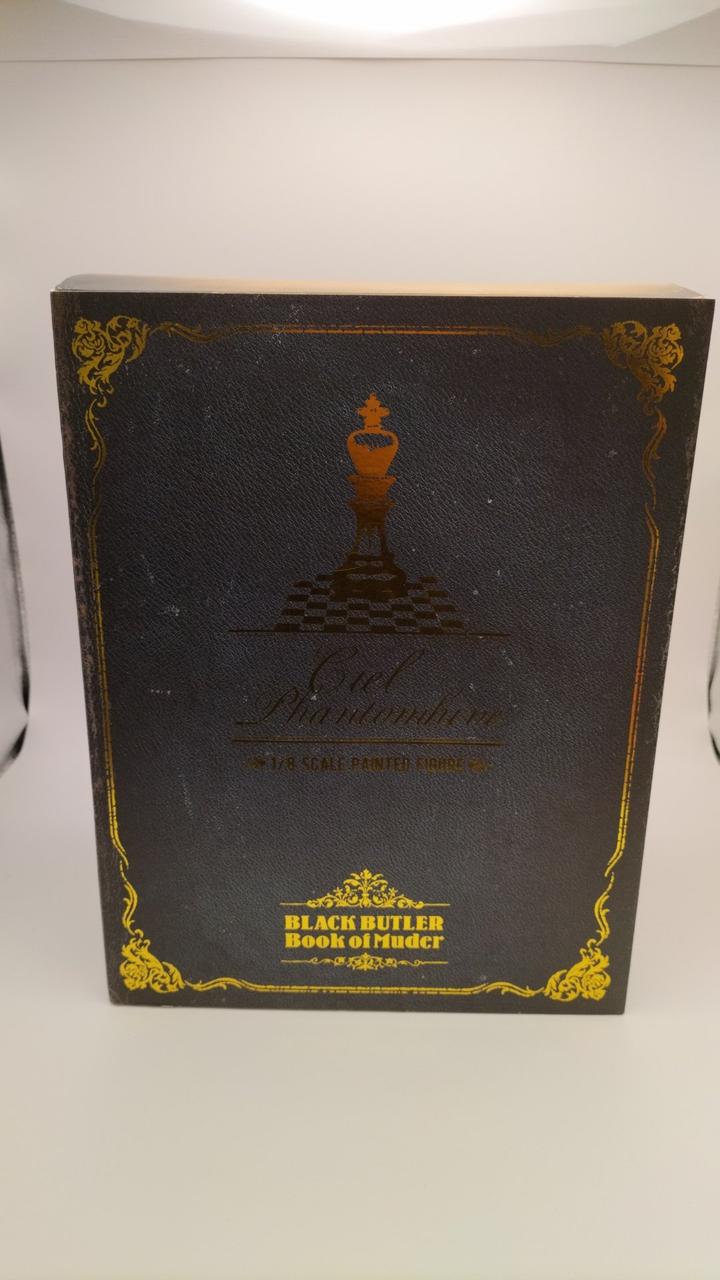 Ciel
Phantomhive
1/8 SCALE PAINTED FIGURE
BLACK BUTLER
Book of Muder